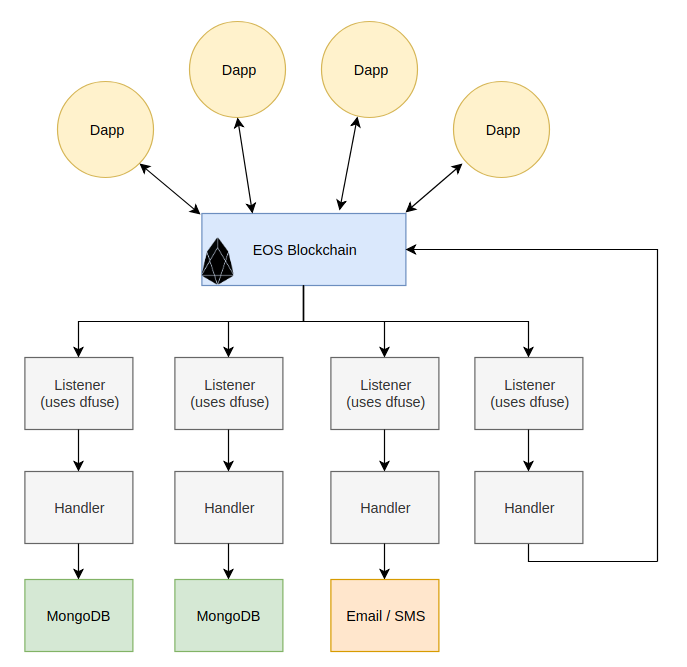 Dapp
Dapp
Dapp
Dapp
EOS Blockchain
Listener
(uses dfuse)
Listener
(uses dfuse)
Listener
(uses dfuse)
Listener
(uses dfuse)
Handler
Handler
Handler
Handler
MongoDB
MongoDB
Email / SMS